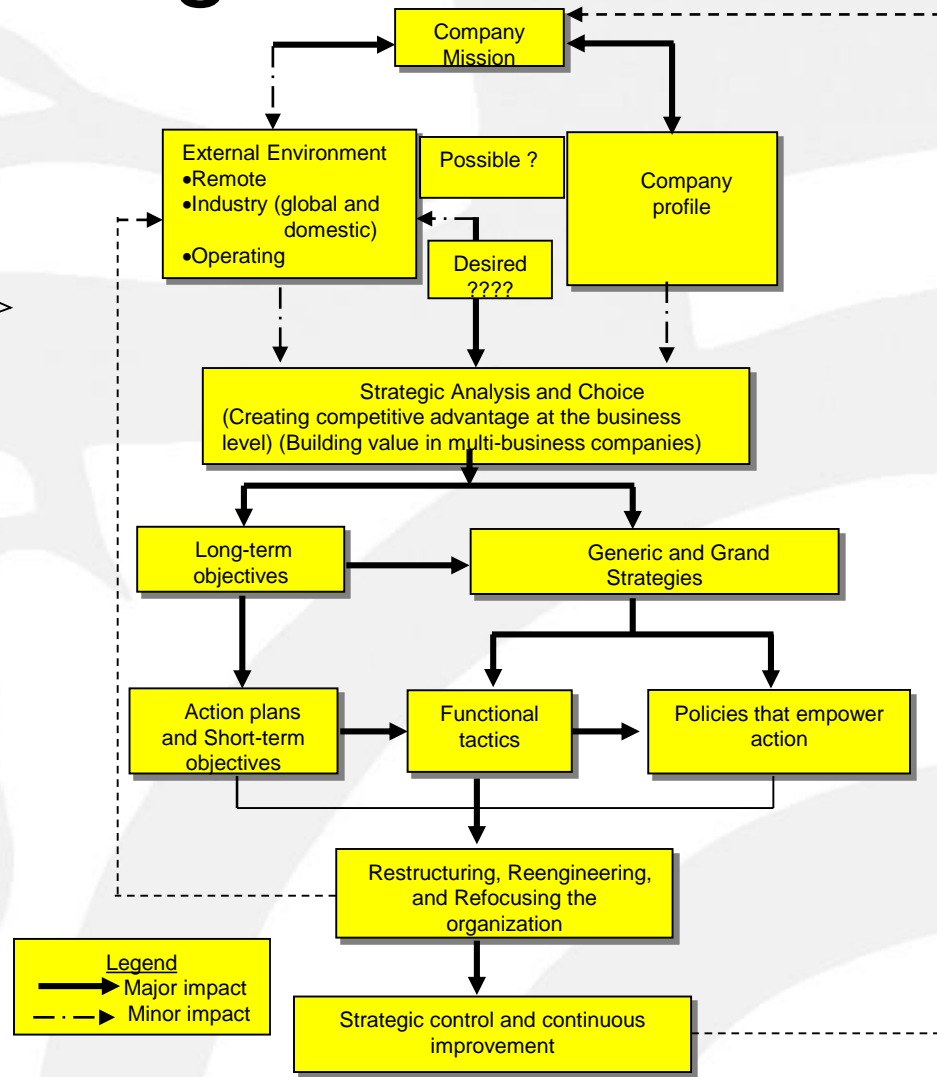 Company
Mission
External Environment
•Remote
•Industry (global and
domestic)
•Operating
Possible ?
Company
profile
Desired
????
>
Strategic Analysis and Choice
(Creating competitive advantage at the business
level) (Building value in multi-business companies)
Long-term
objectives
Generic and Grand
Strategies
Action plans
and Short-term
objectives
Functional
tactics
Policies that empower
action
Restructuring, Reengineering,
and Refocusing the
organization
Legend
Major impact
Minor impact
Strategic control and continuous
improvement